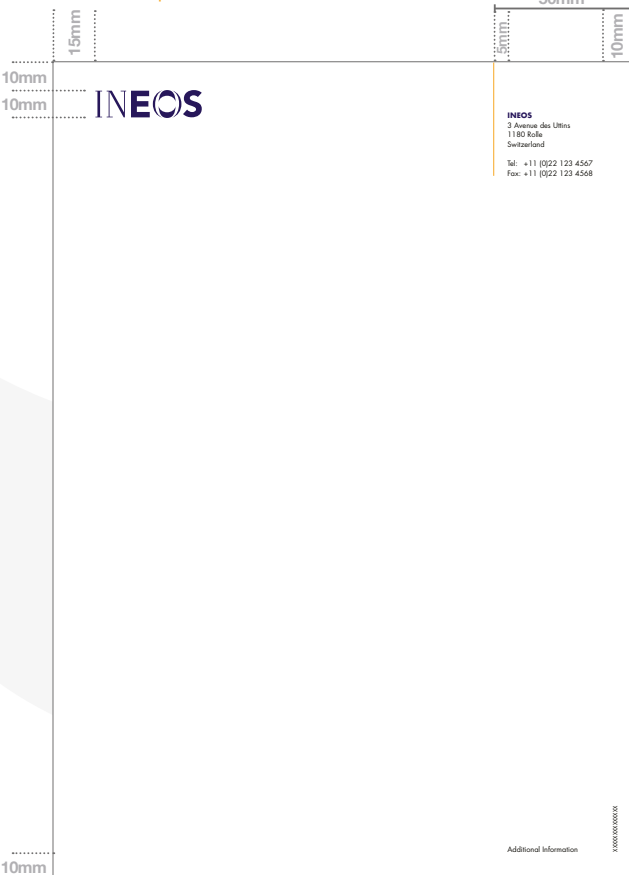 15mm
5mm
10mm
10mm
10mm
INEOS
INEOS
3 Avenue des Uttins
1180 Rolle
Switzerland
Tel: +11 (0)22 123 4567
Fax: +11 (0)22 123 4568
Additional Information
10mm